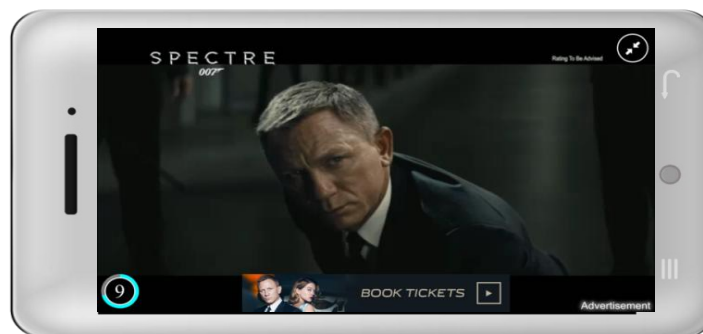 SPECTRE
007
Rating To Be Advised
9
BOOK TICKETS
Advertisement